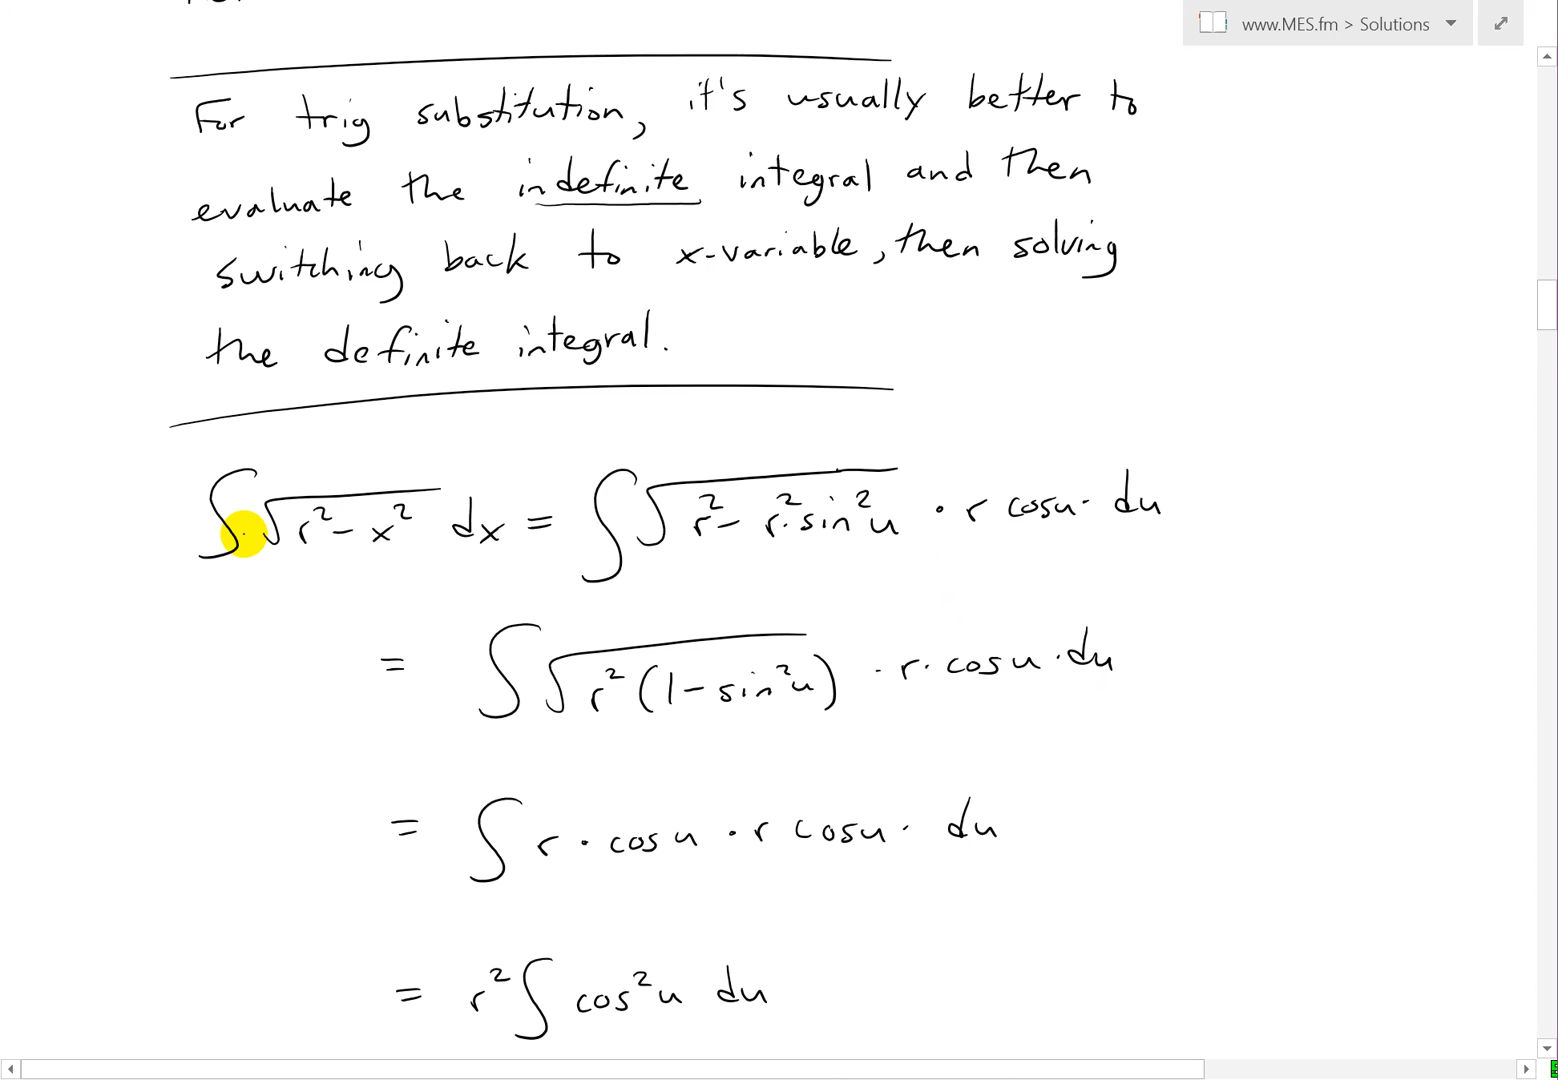 www.MES.fm > Solutions
For trig substitution, it's usually better to
evaluate the indefinite integral and then
switching back to x-variable, then solving
the definite integral.
∫ √(r² - x²) dx = ∫ √(r² - r²·sin²u) · r cosu · du
= ∫ √(r²(1 - sin²u)) · r · cosu · du
= ∫ r · cosu · r cosu · du
= r² ∫ cos²u du